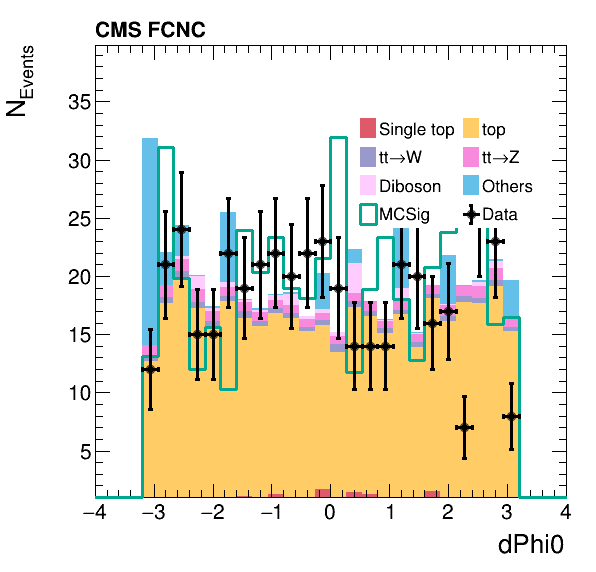 CMS FCNC
N_Events
35
30
25
20
15
10
5
Single top top
tt→W tt→Z
Diboson Others
MCSig Data
−4 −3 −2 −1 0 1 2 3 4
dPhi0